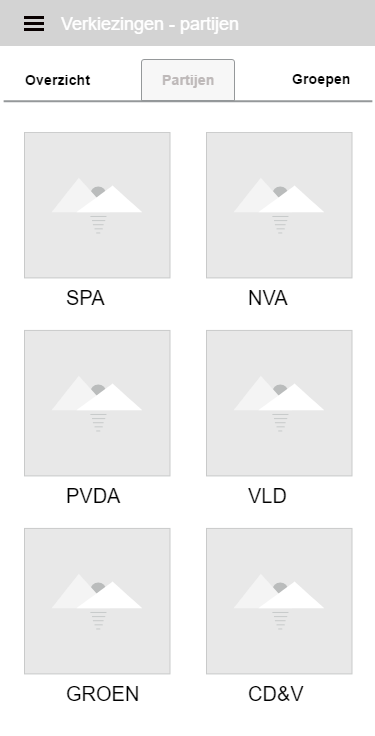 Verkiezingen - partijen
Overzicht Partijen Groepen
SPA NVA
PVDA VLD
GROEN CD&V